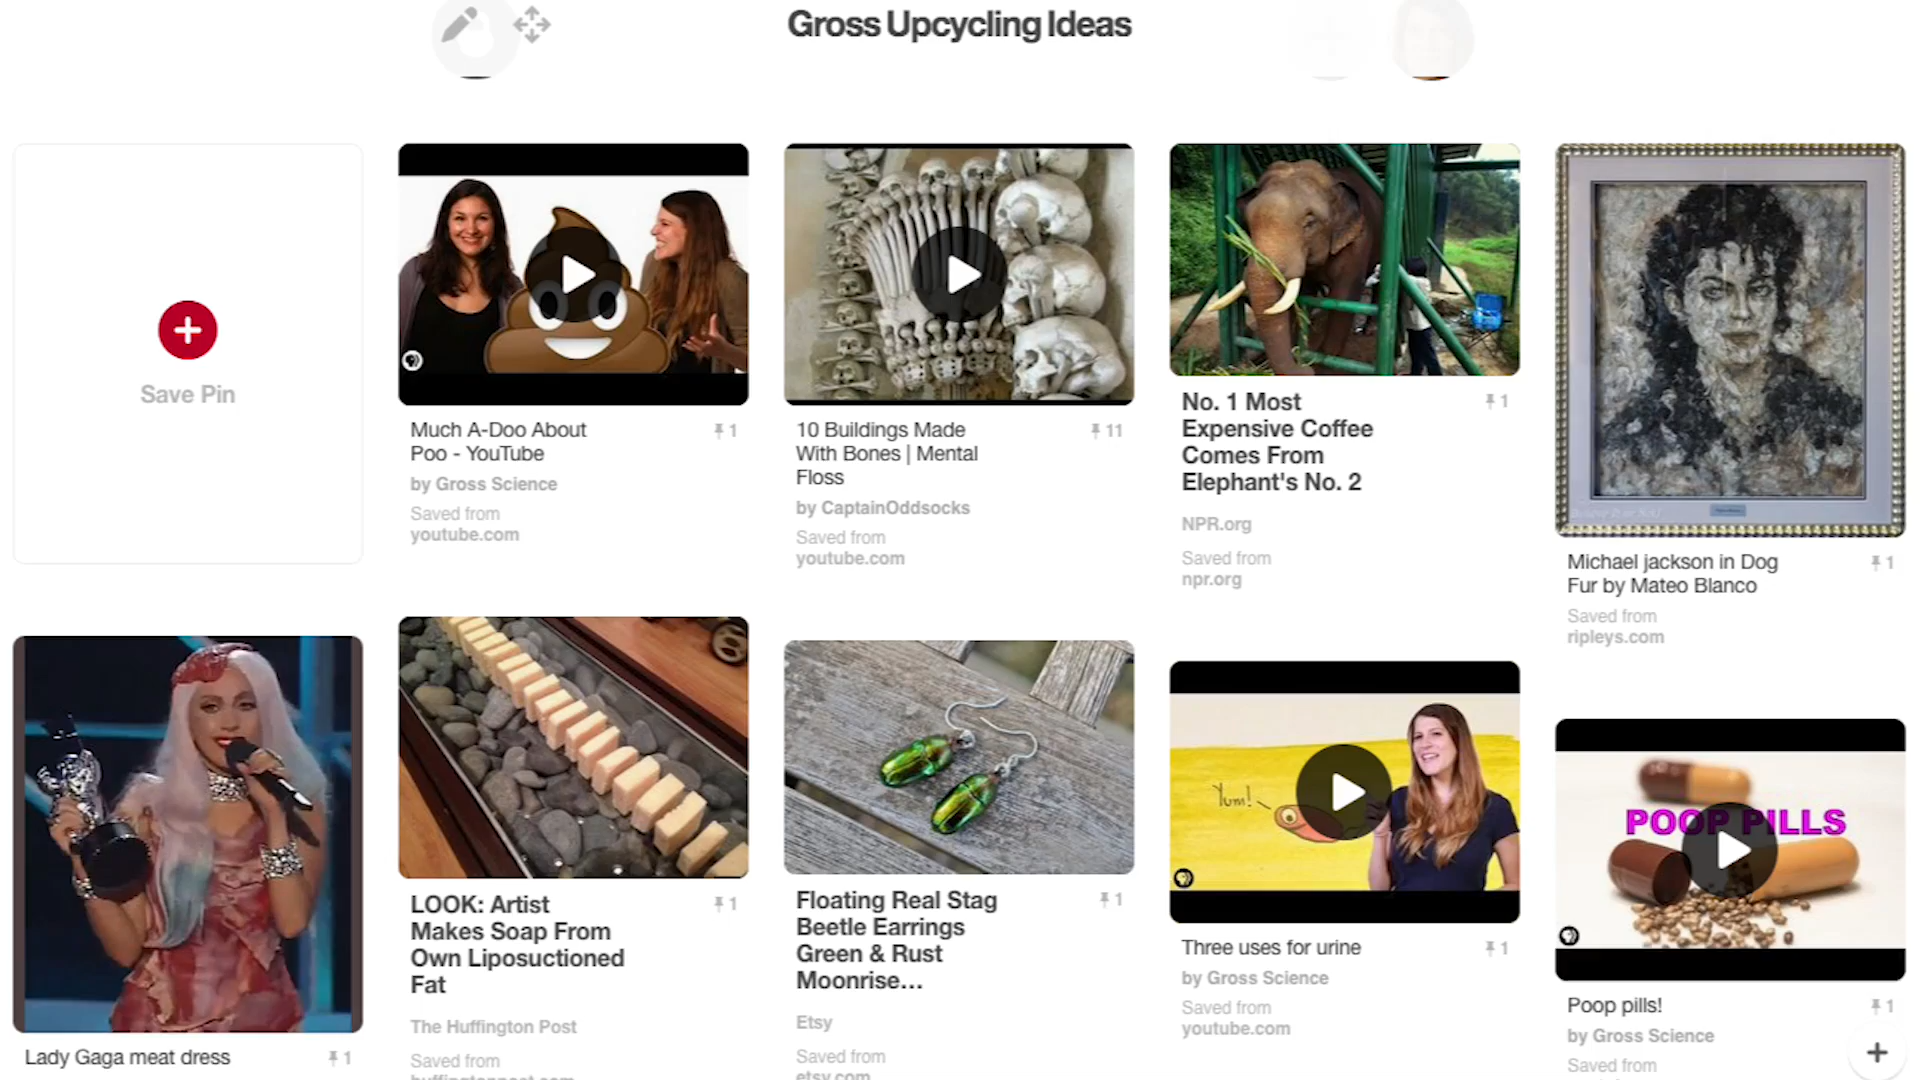 Gross Upcycling Ideas
Save Pin
Much A-Doo About
Poo - YouTube
1
by Gross Science
Saved from
youtube.com
10 Buildings Made
With Bones | Mental
Floss
11
by CaptainOddsocks
Saved from
youtube.com
No. 1 Most
Expensive Coffee
Comes From
Elephant's No. 2
1
NPR.org
Saved from
npr.org
Michael jackson in Dog
Fur by Mateo Blanco
1
Saved from
ripleys.com
Lady Gaga meat dress
1
LOOK: Artist
Makes Soap From
Own Liposuctioned
Fat
1
The Huffington Post
Saved from
huffingtonpost.com
Floating Real Stag
Beetle Earrings
Green & Rust
Moonrise...
1
Etsy
Saved from
etsy.com
Yum!
Three uses for urine
1
by Gross Science
Saved from
youtube.com
POOP PILLS
Poop pills!
1
by Gross Science
Saved from